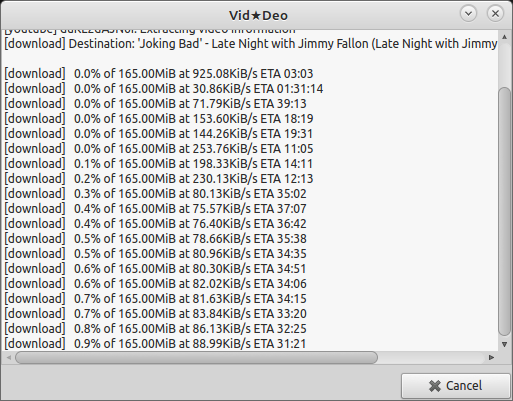 Vid★Deo
Extracting video information
[download] Destination: 'Joking Bad' - Late Night with Jimmy Fallon (Late Night with Jimmy
[download] 0.0% of 165.00MiB at 925.08KiB/s ETA 03:03
[download] 0.0% of 165.00MiB at 30.86KiB/s ETA 01:31:14
[download] 0.0% of 165.00MiB at 71.79KiB/s ETA 39:13
[download] 0.0% of 165.00MiB at 153.60KiB/s ETA 18:19
[download] 0.0% of 165.00MiB at 144.26KiB/s ETA 19:31
[download] 0.0% of 165.00MiB at 253.76KiB/s ETA 11:05
[download] 0.1% of 165.00MiB at 198.33KiB/s ETA 14:11
[download] 0.2% of 165.00MiB at 230.13KiB/s ETA 12:13
[download] 0.3% of 165.00MiB at 80.13KiB/s ETA 35:02
[download] 0.4% of 165.00MiB at 75.57KiB/s ETA 37:07
[download] 0.4% of 165.00MiB at 76.40KiB/s ETA 36:42
[download] 0.5% of 165.00MiB at 78.66KiB/s ETA 35:38
[download] 0.5% of 165.00MiB at 80.96KiB/s ETA 34:35
[download] 0.6% of 165.00MiB at 80.30KiB/s ETA 34:51
[download] 0.6% of 165.00MiB at 82.02KiB/s ETA 34:06
[download] 0.7% of 165.00MiB at 81.63KiB/s ETA 34:15
[download] 0.7% of 165.00MiB at 83.84KiB/s ETA 33:20
[download] 0.8% of 165.00MiB at 86.13KiB/s ETA 32:25
[download] 0.9% of 165.00MiB at 88.99KiB/s ETA 31:21
Cancel